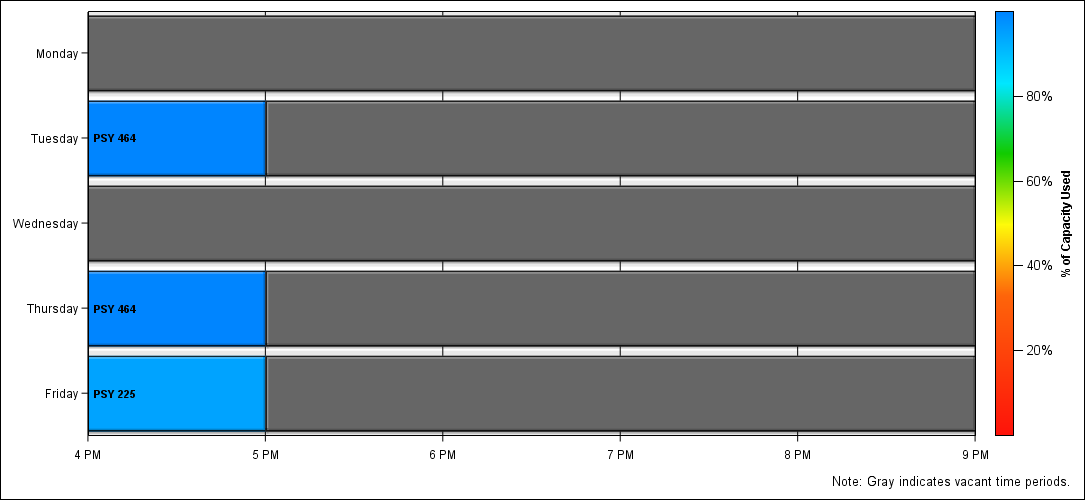 Monday
Tuesday
PSY 464
Wednesday
Thursday
PSY 464
Friday
PSY 225
4 PM
5 PM
6 PM
7 PM
8 PM
9 PM
80%
60%
40%
20%
% of Capacity Used
Note: Gray indicates vacant time periods.